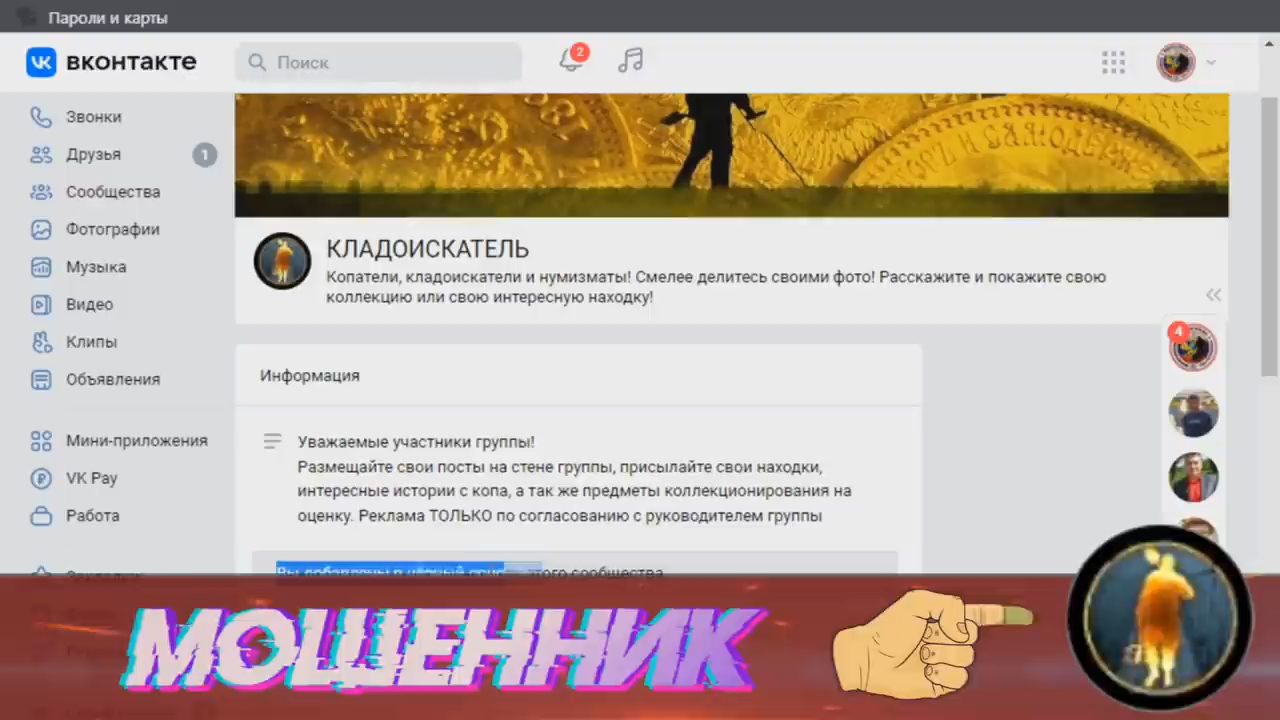 Пароли и карты
вконтакте
Поиск
2
Звонки
Друзья
1
Сообщества
Фотографии
Музыка
Видео
Клипы
Объявления
Мини-приложения
VK Pay
Работа
КЛАДОИСКАТЕЛЬ
Копатели, кладоискатели и нумизматы! Смелее делитесь своими фото! Расскажите и покажите свою
коллекцию или свою интересную находку!
4
Информация
Уважаемые участники группы!
Размещайте свои посты на стене группы, присылайте свои находки,
интересные истории с копа, а так же предметы коллекционирования на
оценку. Реклама ТОЛЬКО по согласованию с руководителем группы
Вы добавлены в чёрный список этого сообщества
МОШЕННИК